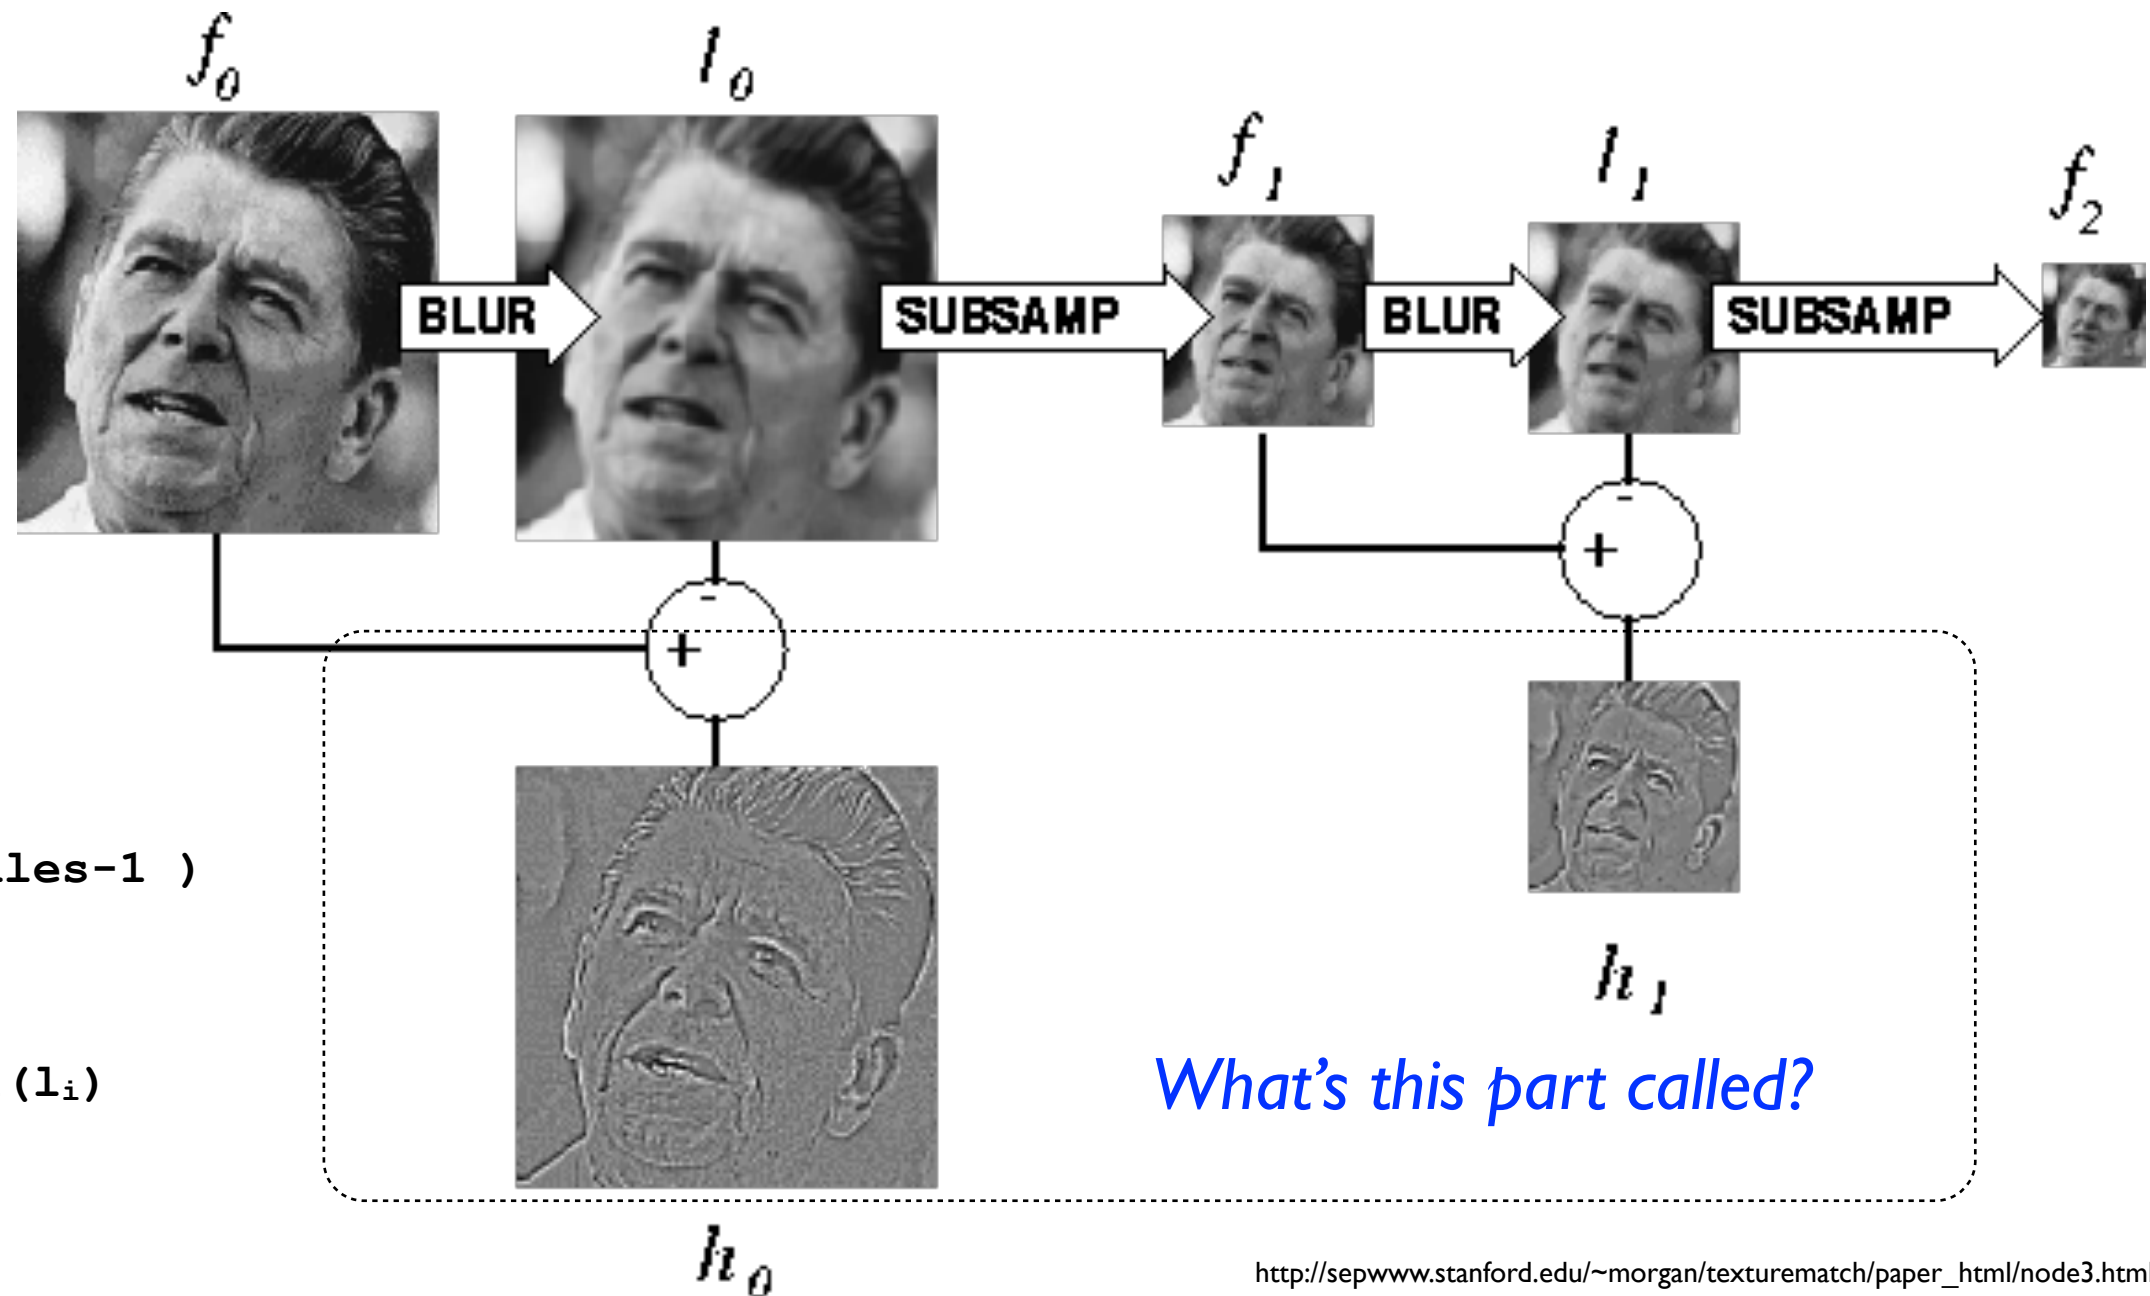 f0
l0
f1
l1
f2
BLUR
SUBSAMP
BLUR
SUBSAMP
-
+
-
+
les-1 )
h1
(li)
What's this part called?
h0
http://sepwww.stanford.edu/~morgan/texturematch/paper_html/node3.html